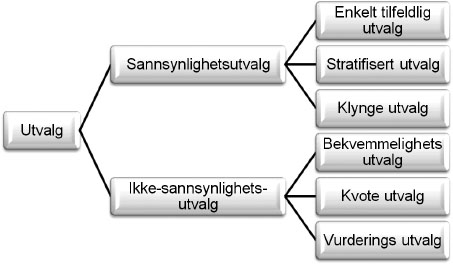 Utvalg
Sannsynlighetsutvalg
Enkelt tilfeldlig
utvalg
Stratifisert utvalg
Klynge utvalg
Ikke-sannsynlighets-
utvalg
Bekvemmelighets
utvalg
Kvote utvalg
Vurderings utvalg